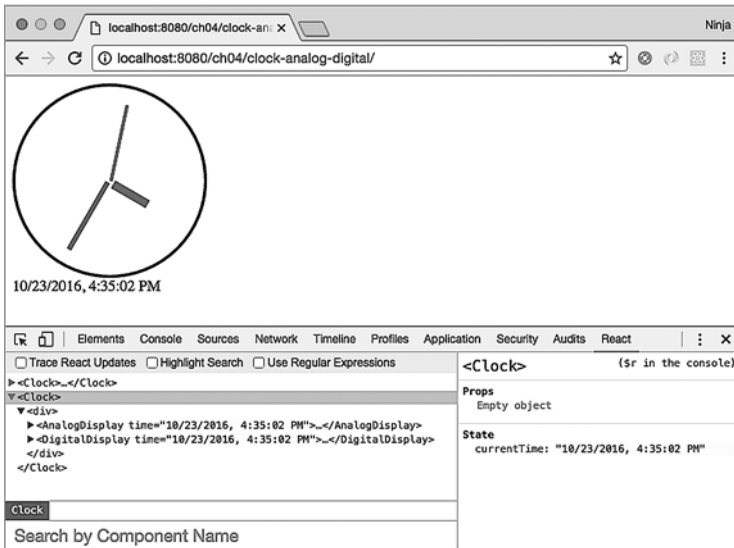 localhost:8080/ch04/clock-ana
Ninja
localhost:8080/ch04/clock-analog-digital/
10/23/2016, 4:35:02 PM
Elements Console Sources Network Timeline Profiles Application Security Audits React
Trace React Updates Highlight Search Use Regular Expressions
<Clock>…</Clock>
<Clock>
<div>
<AnalogDisplay time="10/23/2016, 4:35:02 PM">…</AnalogDisplay>
<DigitalDisplay time="10/23/2016, 4:35:02 PM">…</DigitalDisplay>
</div>
</Clock>
Clock
Search by Component Name
<Clock> ($r in the console)
Props
Empty object
State
currentTime: "10/23/2016, 4:35:02 PM"